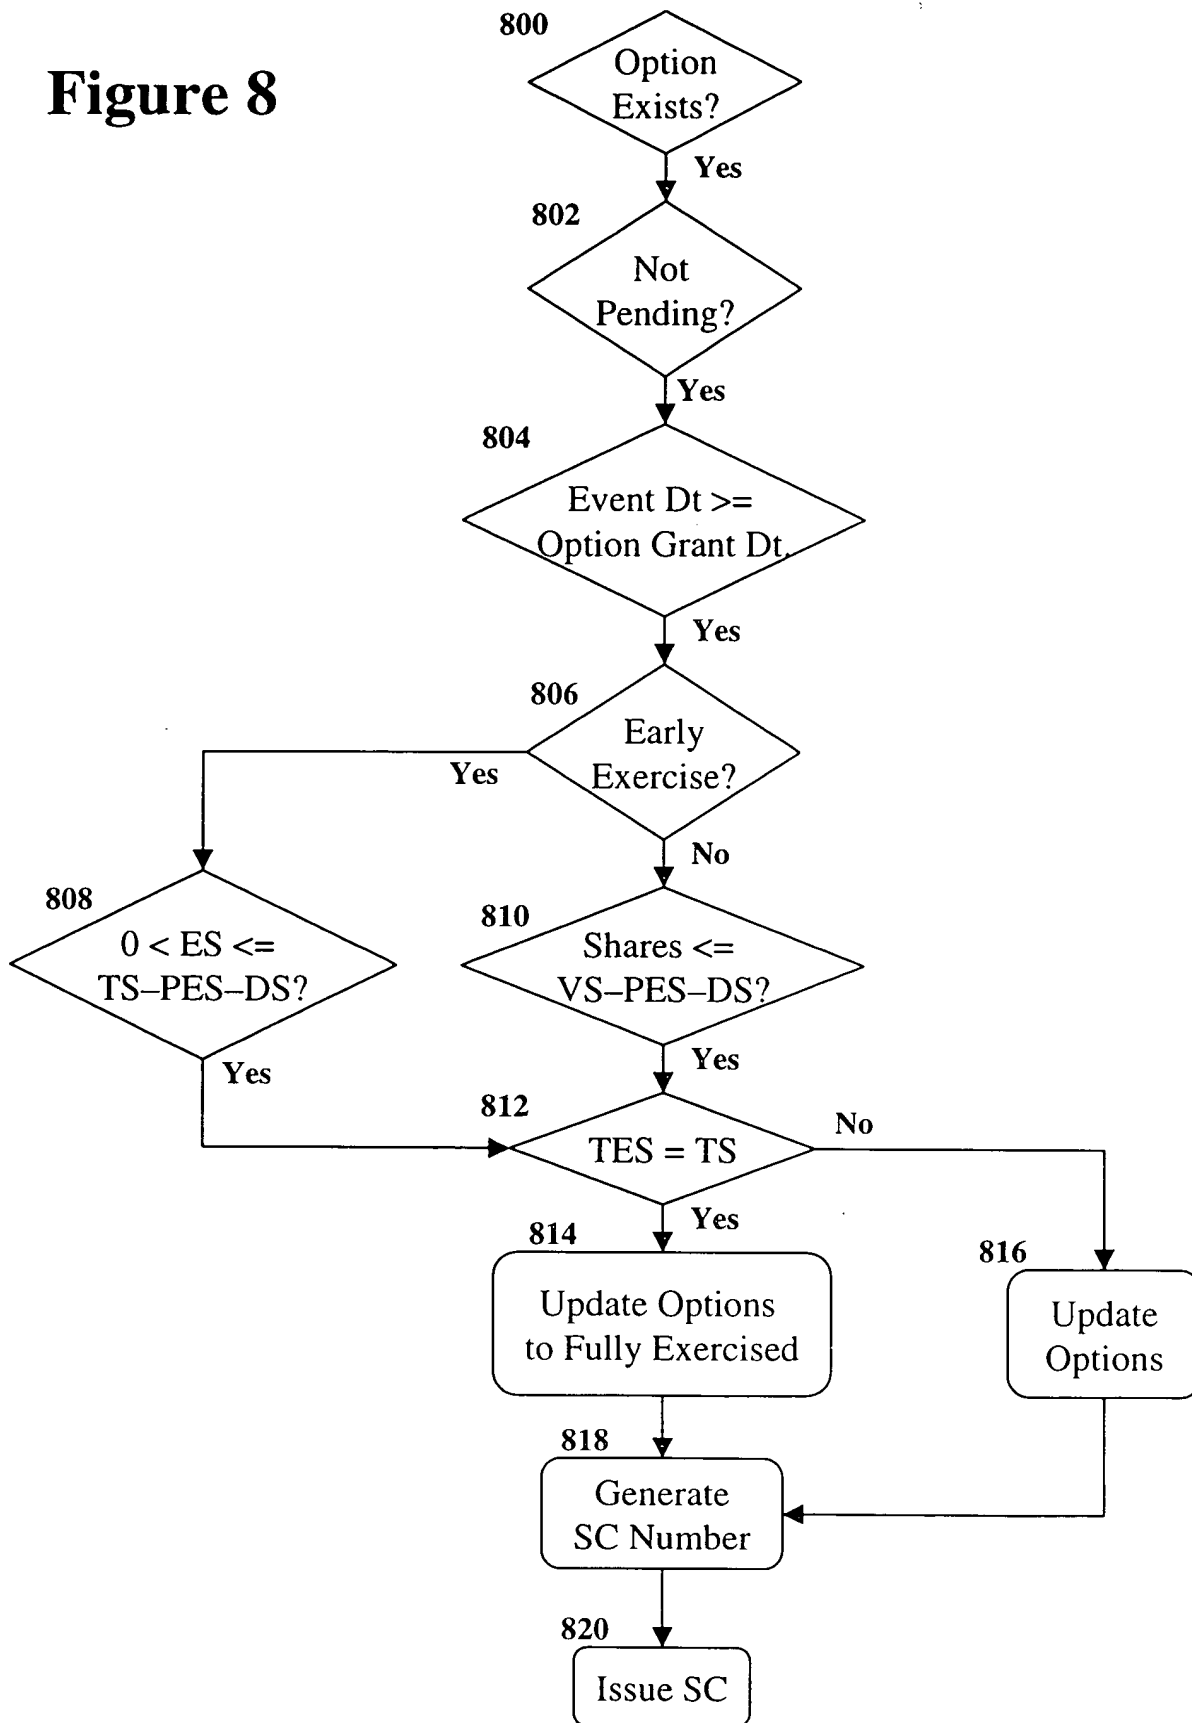 Figure 8
800
Option
Exists?
Yes
802
Not
Pending?
Yes
804
Event Dt >=
Option Grant Dt.
Yes
806
Early
Exercise?
Yes
No
808
0 < ES <=
TS–PES–DS?
Yes
810
Shares <=
VS–PES–DS?
Yes
812
TES = TS
No
Yes
814
Update Options
to Fully Exercised
816
Update
Options
818
Generate
SC Number
820
Issue SC